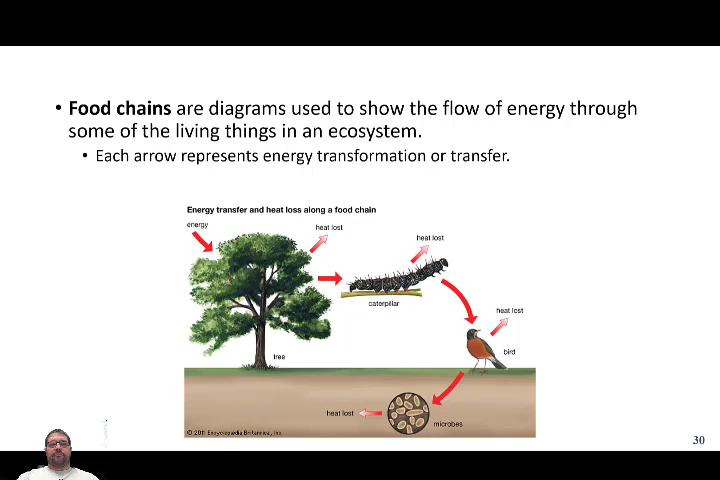 • Food chains are diagrams used to show the flow of energy through
some of the living things in an ecosystem.
• Each arrow represents energy transformation or transfer.
Energy transfer and heat loss along a food chain
energy
heat lost
heat lost
caterpillar
heat lost
bird
tree
heat lost
microbes
© 2011 Encyclopædia Britannica, Inc.
30